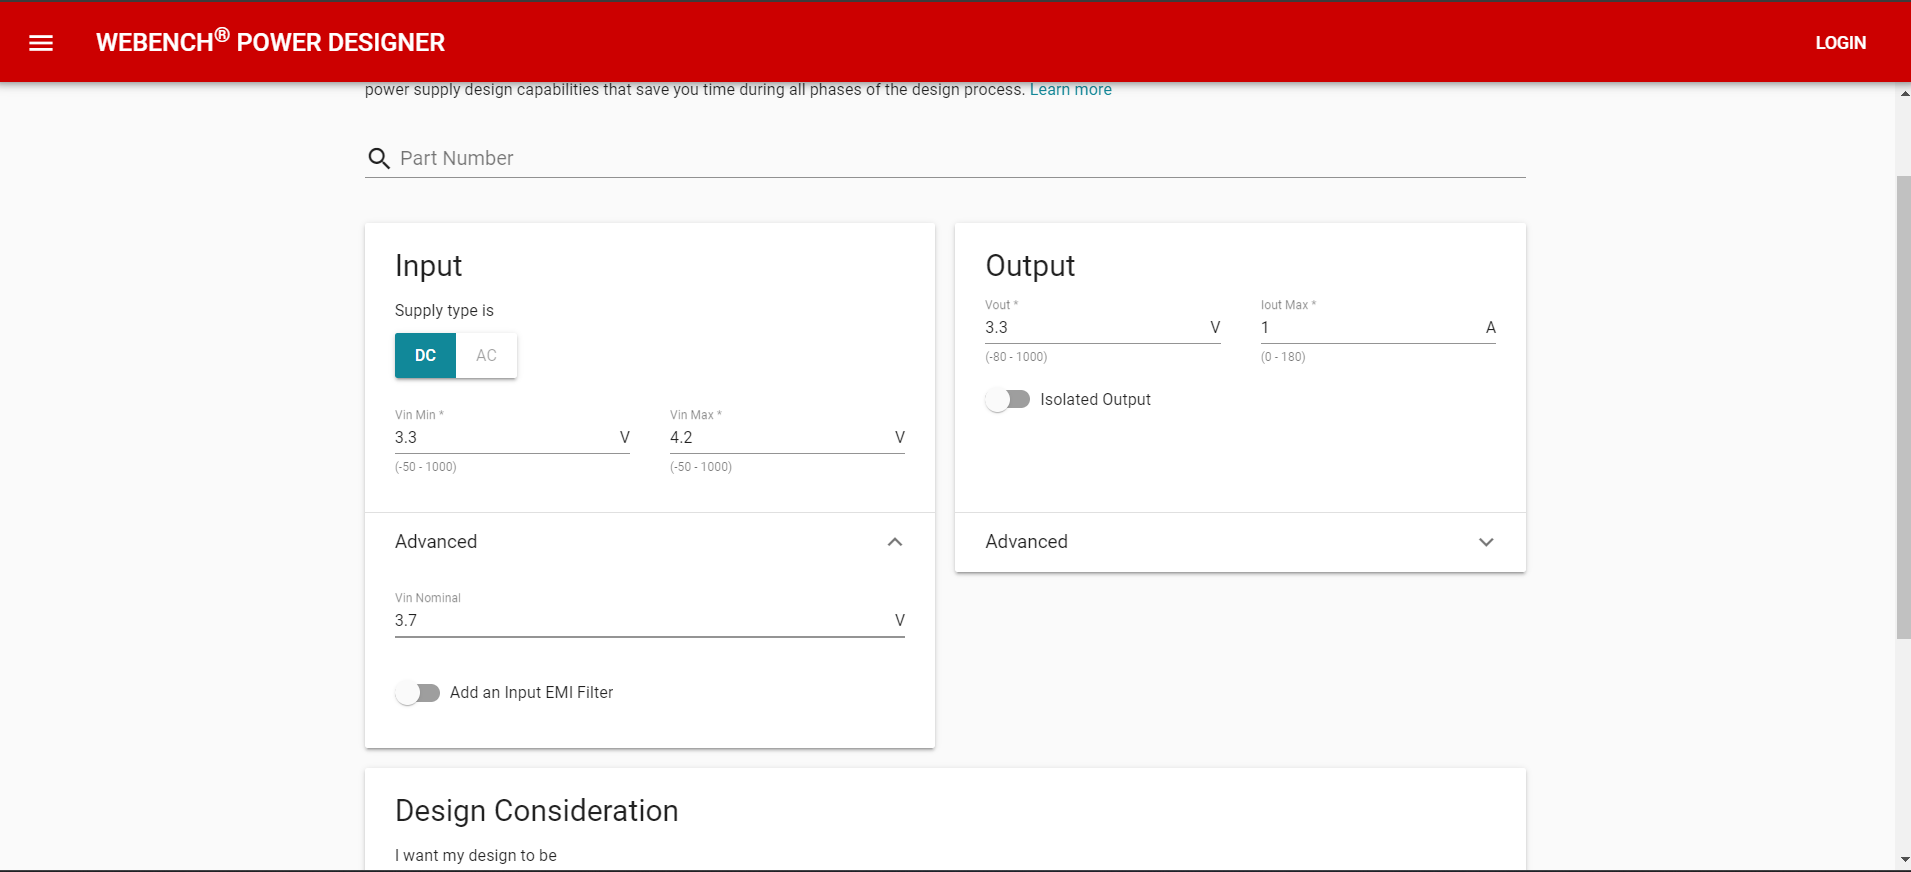 WEBENCH® POWER DESIGNER
LOGIN
power supply design capabilities that save you time during all phases of the design process. Learn more
Part Number
Input
Supply type is
DC
AC
Vin Min *
3.3 V
(-50 - 1000)
Vin Max *
4.2 V
(-50 - 1000)
Advanced
Vin Nominal
3.7 V
Add an Input EMI Filter
Output
Vout *
3.3 V
(-80 - 1000)
Iout Max *
1 A
(0 - 180)
Isolated Output
Advanced
Design Consideration
I want my design to be